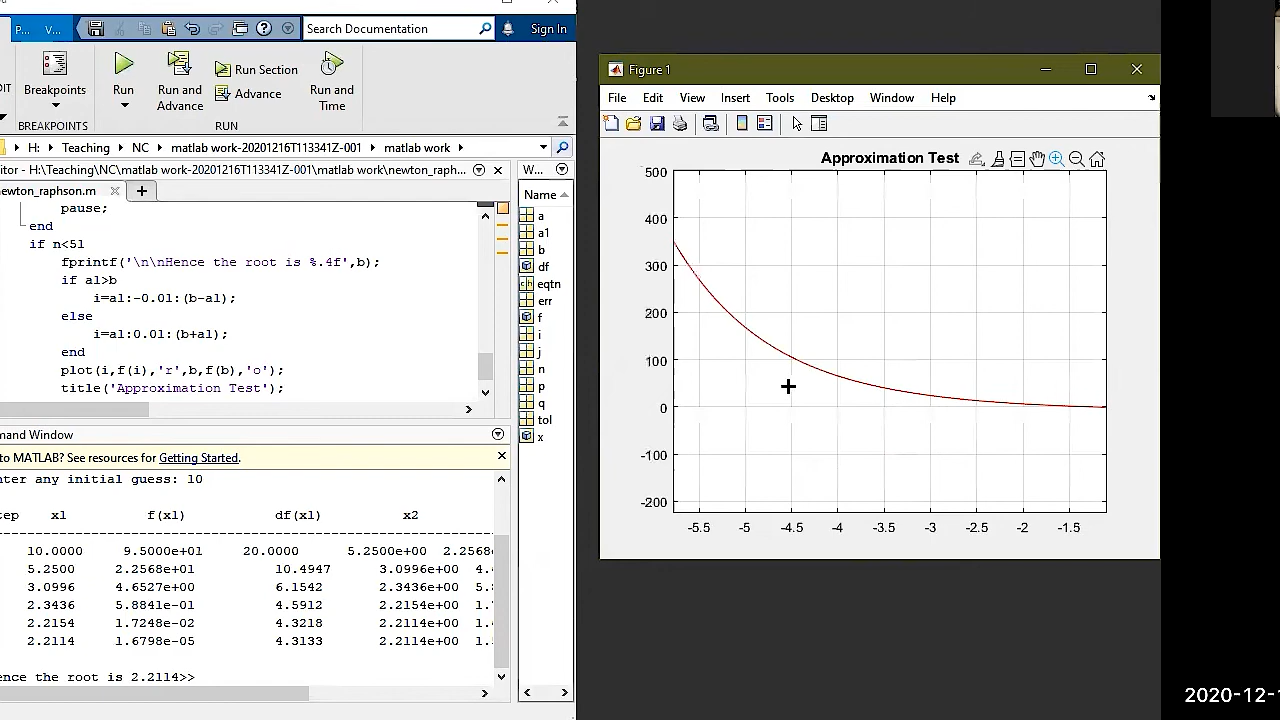 P... V... Search Documentation Sign In
Breakpoints Run Run and Advance Run Section Advance Run and Time
BREAKPOINTS RUN
H: Teaching NC matlab work-20201216T113341Z-001 matlab work
itor - H:\Teaching\NC\matlab work-20201216T113341Z-001\matlab work\newton_raph... W...
ewton_raphson.m + Name
pause;
end
if n<51
fprintf('\n\nHence the root is %.4f',b);
if a1>b
i=a1:-0.01:(b-a1);
else
i=a1:0.01:(b+a1);
end
plot(i,f(i),'r',b,f(b),'o');
title('Approximation Test');
a
a1
b
df
eqtn
err
f
i
j
n
p
q
tol
x
mand Window
to MATLAB? See resources for Getting Started.
nter any initial guess: 10
tep x1 f(x1) df(x1) x2
10.0000 9.5000e+01 20.0000 5.2500e+00 2.2568
5.2500 2.2568e+01 10.4947 3.0996e+00 4.
3.0996 4.6527e+00 6.1542 2.3436e+00 5.
2.3436 5.8841e-01 4.5912 2.2154e+00 1.
2.2154 1.7248e-02 4.3218 2.2114e+00 1.
2.2114 1.6798e-05 4.3133 2.2114e+00 1.
ence the root is 2.2114>>
Figure 1
File Edit View Insert Tools Desktop Window Help
Approximation Test
500
400
300
200
100
0
-100
-200
-5.5 -5 -4.5 -4 -3.5 -3 -2.5 -2 -1.5
2020-12-1